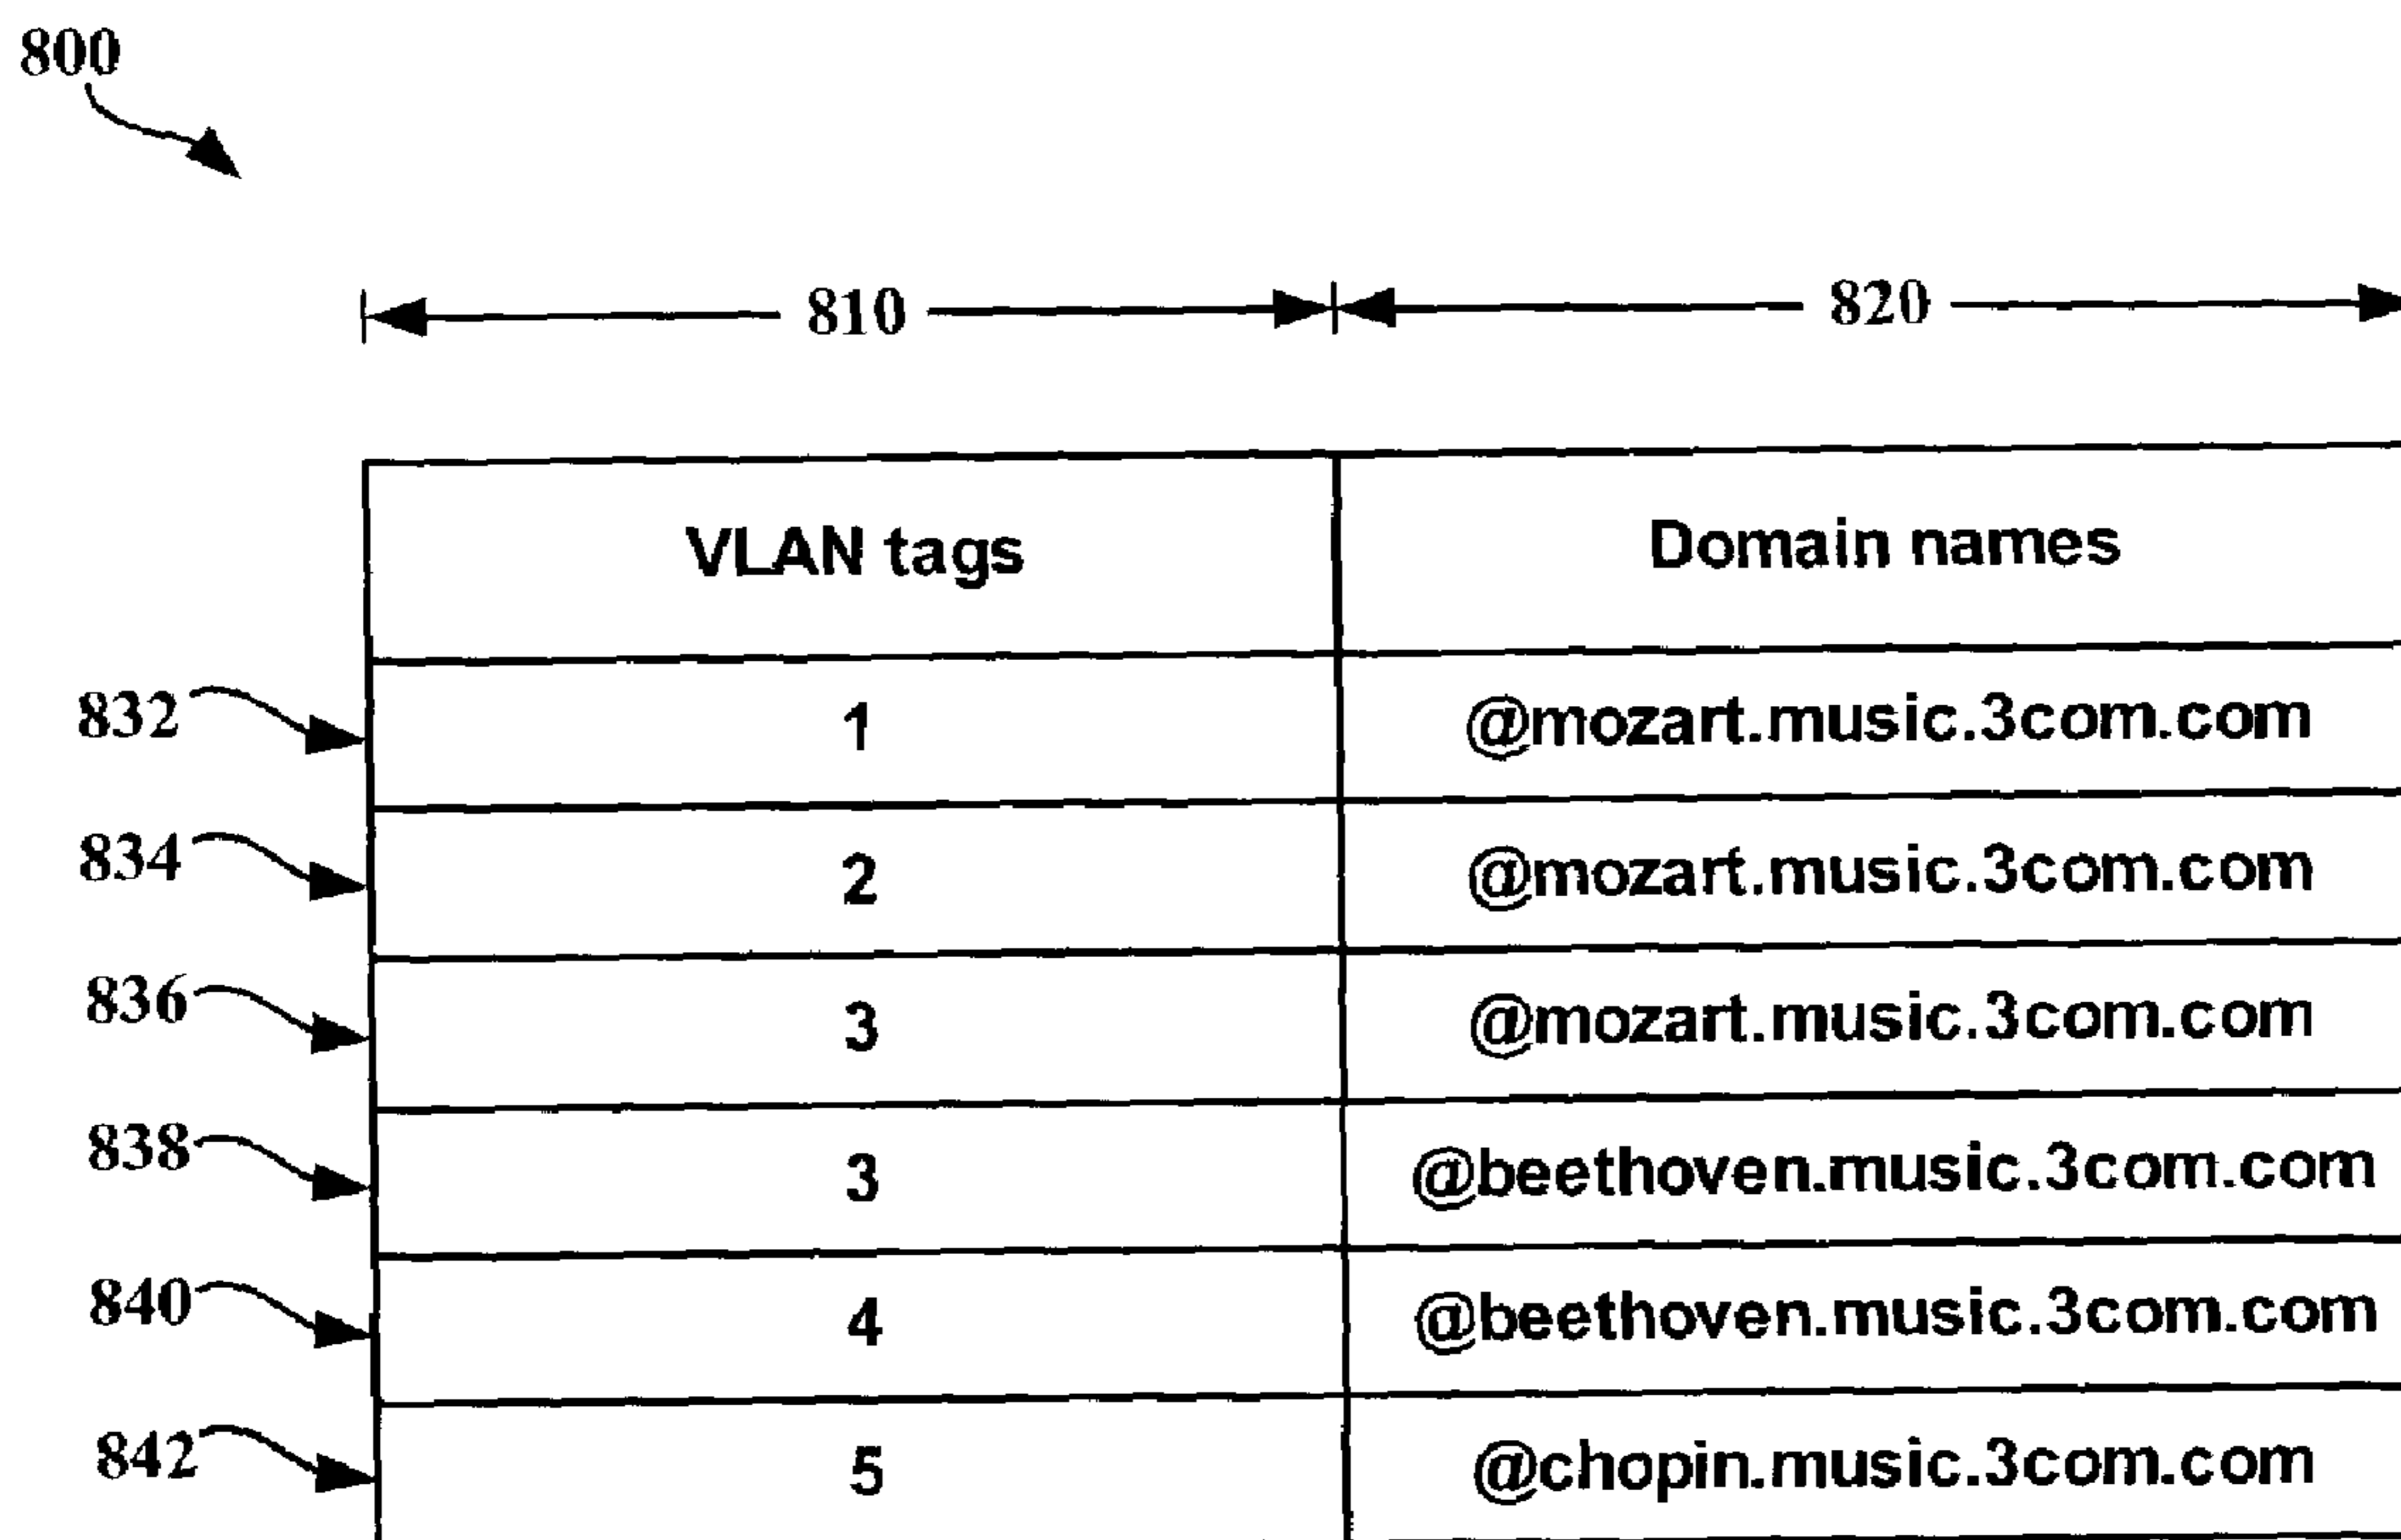 800
810 820
VLAN tags Domain names
832 1 @mozart.music.3com.com
834 2 @mozart.music.3com.com
836 3 @mozart.music.3com.com
838 3 @beethoven.music.3com.com
840 4 @beethoven.music.3com.com
842 5 @chopin.music.3com.com